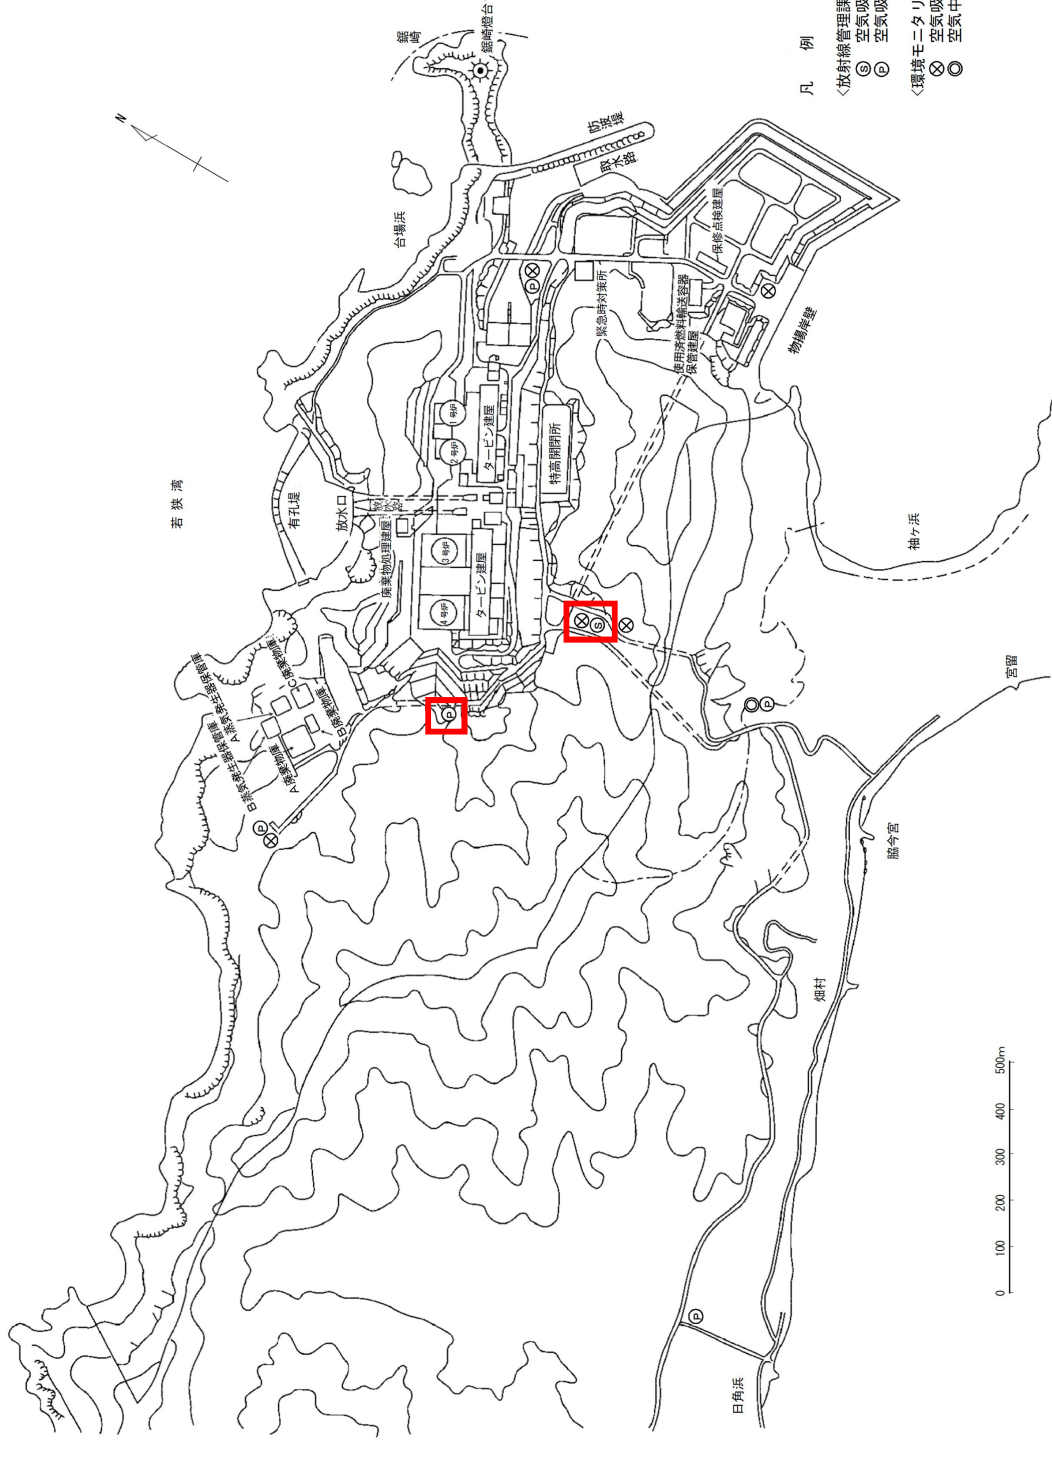 鋸崎
鋸崎燈台
N
凡 例
<放射線管理課
Ⓢ 空気吸
Ⓟ 空気吸
<環境モニタリ
⊗ 空気吸
◎ 空気中
防波堤
取水路
台場浜
保修点検建屋
緊急時対策所
使用済燃料輸送容器
保管建屋
物揚岸壁
若狭湾
有孔堤
放水口
放水路
廃棄物処理建屋
1号炉
2号炉
タービン建屋
特高開閉所
3号炉
4号炉
タービン建屋
袖ヶ浜
宮留
B蒸気発生器保管庫
A蒸気発生器保管庫
C廃棄物庫
A廃棄物庫
B廃棄物庫
脇今宮
畑村
日角浜
0 100 200 300 400 500m
Ⓟ ⊗
⊗
⊗ Ⓢ
⊗
Ⓟ
◎ Ⓟ
Ⓟ ⊗
Ⓟ